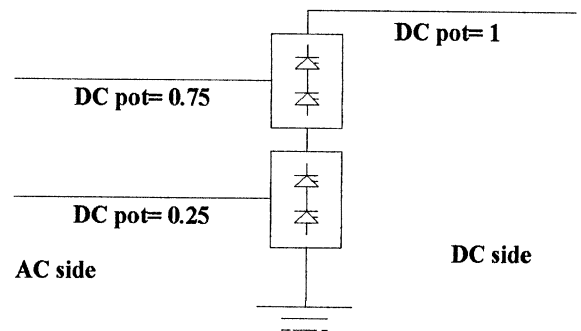 DC pot= 1
DC pot= 0.75
DC pot= 0.25
AC side
DC side